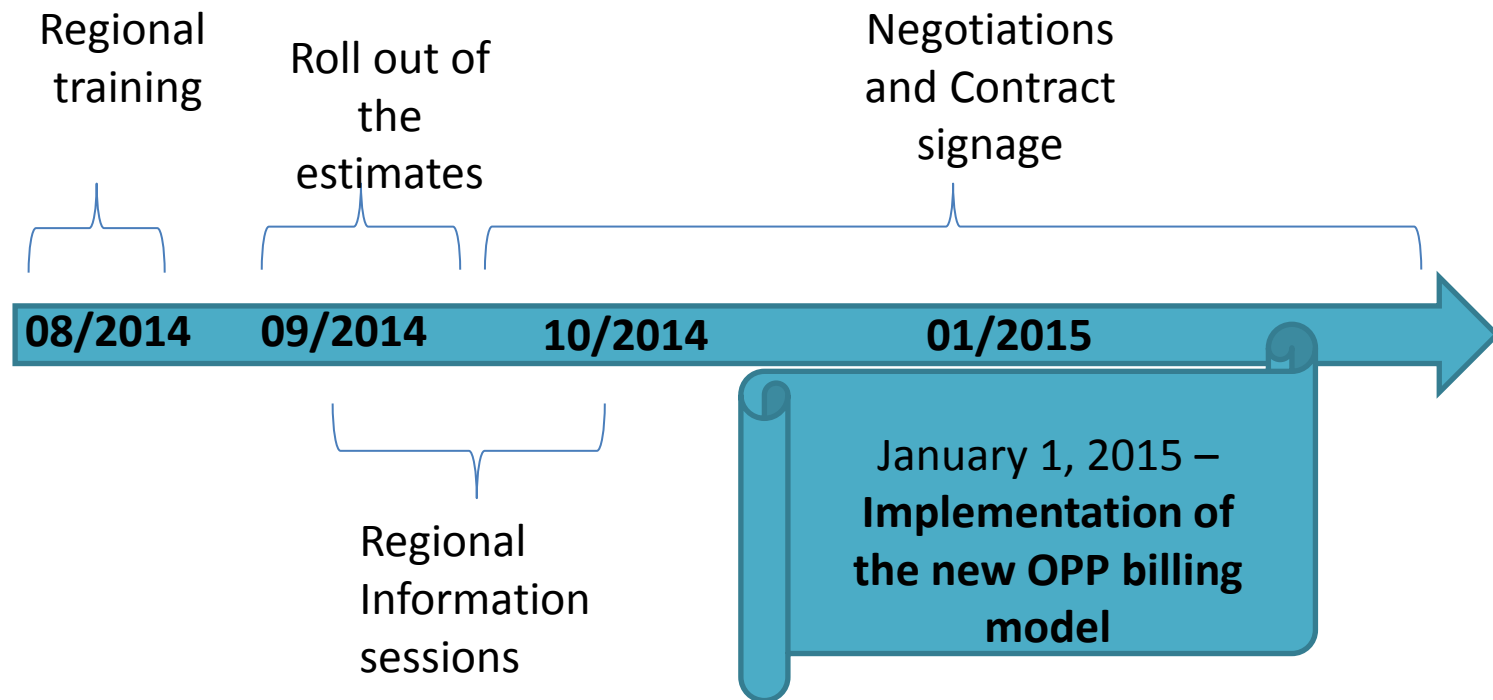 Regional
training
Roll out of
the
estimates
Negotiations
and Contract
signage
08/2014
09/2014
10/2014
01/2015
Regional
Information
sessions
January 1, 2015 –
Implementation of
the new OPP billing
model